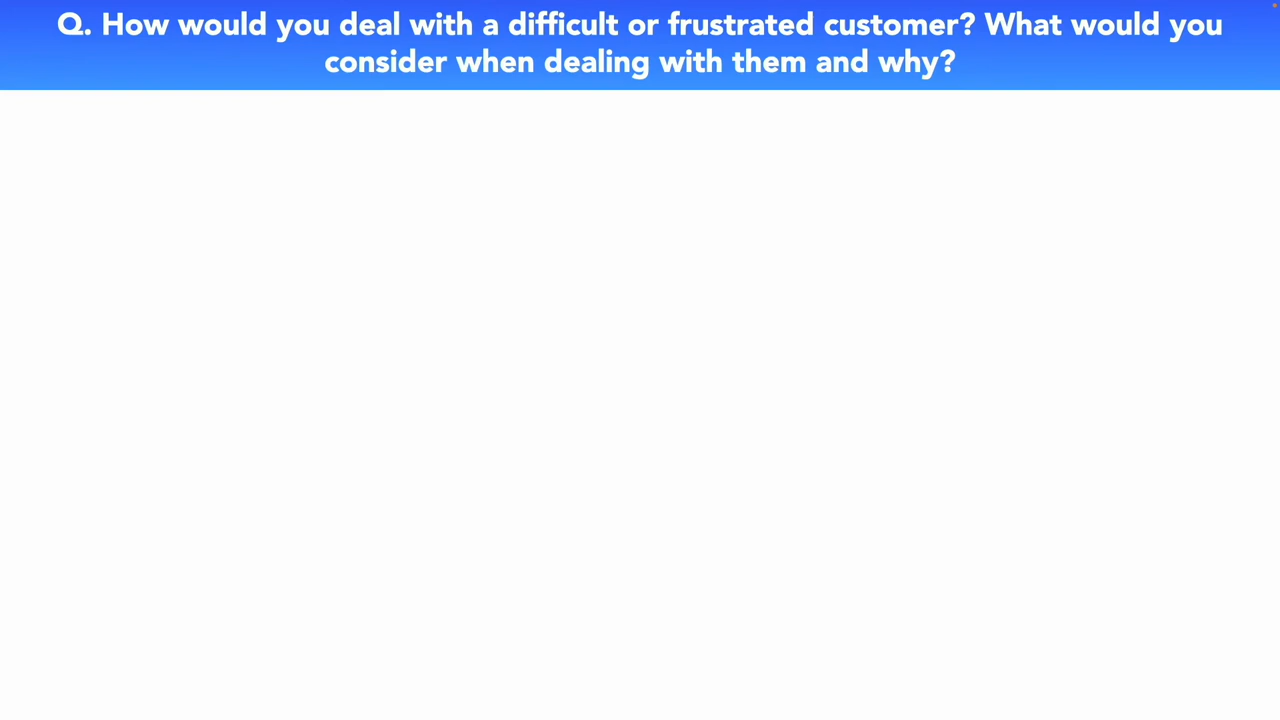 Q. How would you deal with a difficult or frustrated customer? What would you
consider when dealing with them and why?